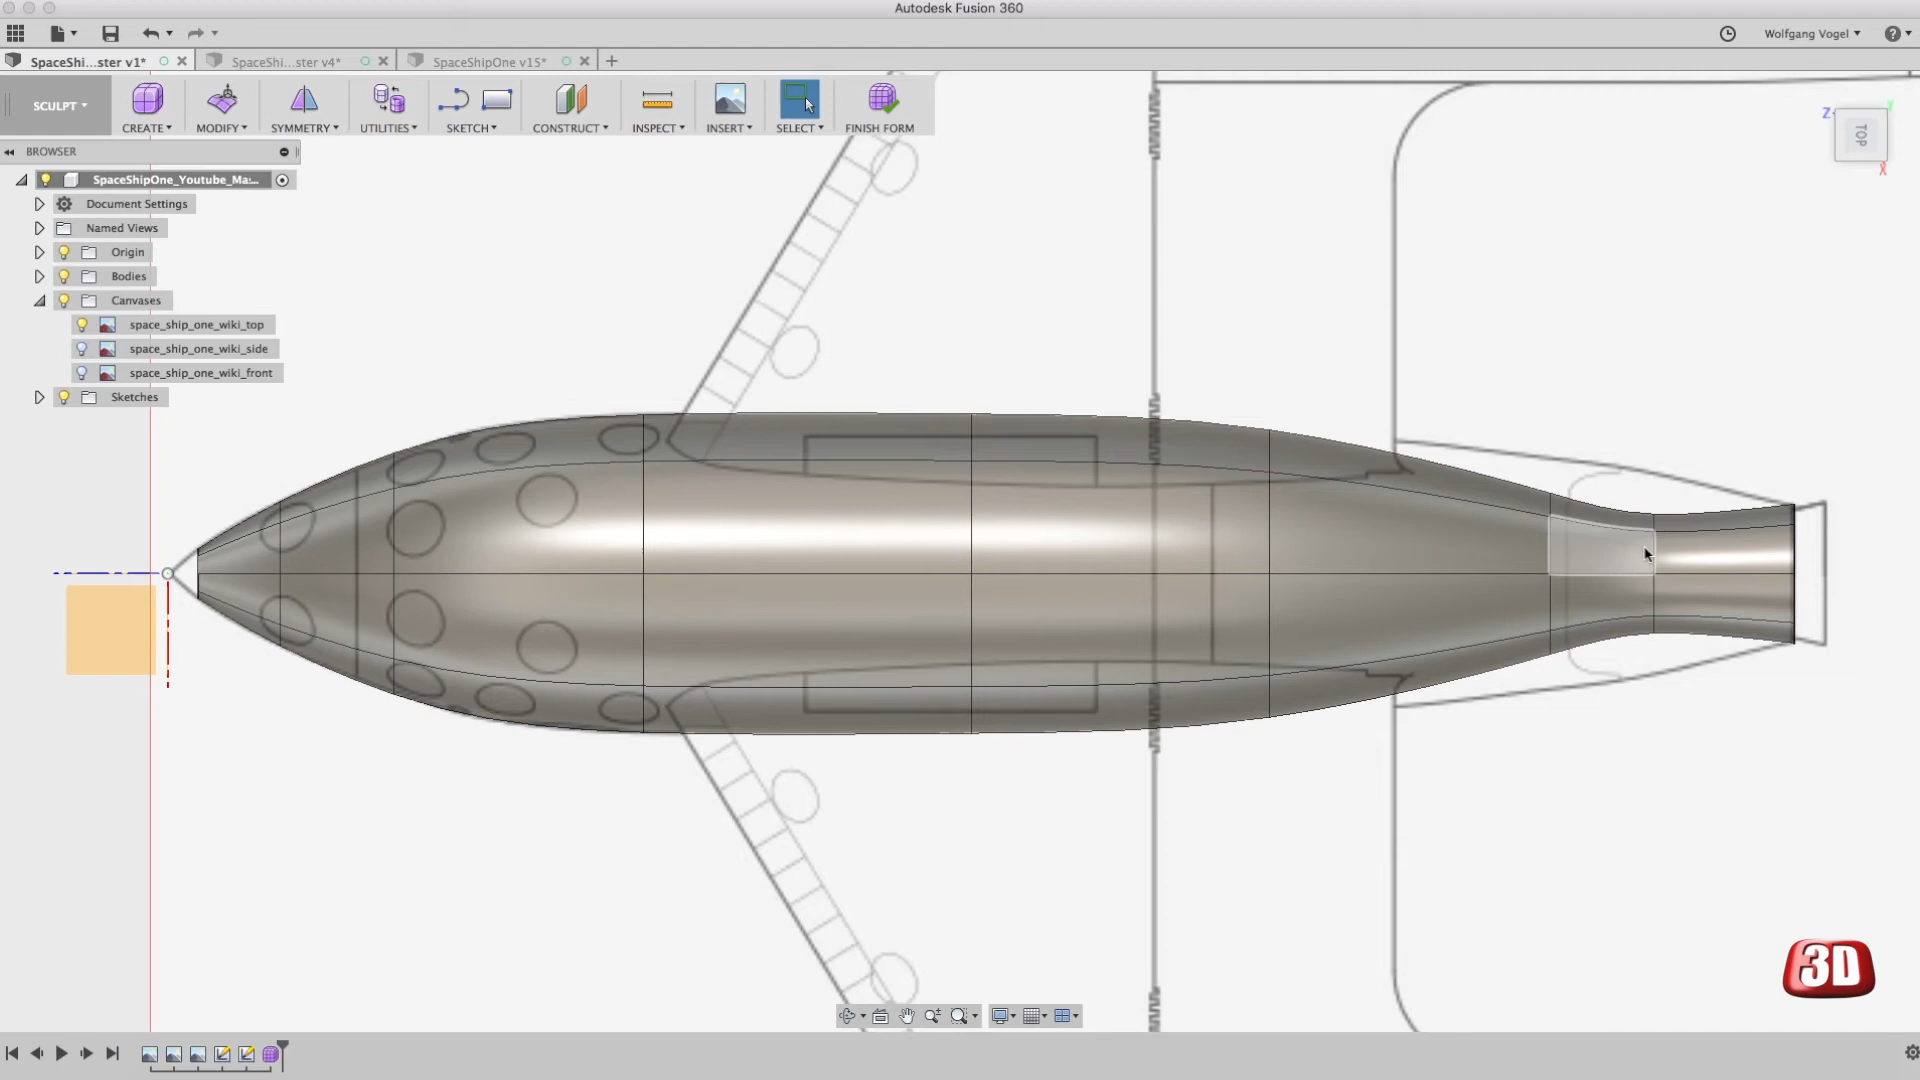 Autodesk Fusion 360
Wolfgang Vogel
SpaceShi...ster v1*
SpaceShi...ster v4*
SpaceShipOne v15*
SCULPT
CREATE
MODIFY
SYMMETRY
UTILITIES
SKETCH
CONSTRUCT
INSPECT
INSERT
SELECT
FINISH FORM
Z
Y
TOP
X
BROWSER
SpaceShipOne_Youtube_Ma:...
Document Settings
Named Views
Origin
Bodies
Canvases
space_ship_one_wiki_top
space_ship_one_wiki_side
space_ship_one_wiki_front
Sketches
3D